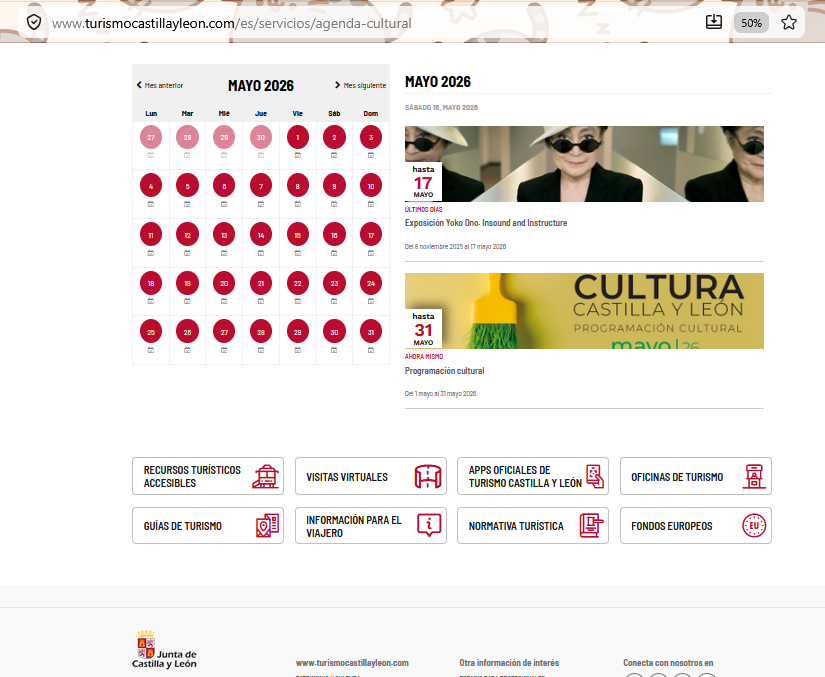 www.turismocastillayleon.com/es/servicios/agenda-cultural
50%
Mes anterior
MAYO 2026
Mes siguiente
Lun Mar Mié Jue Vie Sáb Dom
27 28 29 30 1 2 3
4 5 6 7 8 9 10
11 12 13 14 15 16 17
18 19 20 21 22 23 24
25 26 27 28 29 30 31
MAYO 2026
SÁBADO 16, MAYO 2026
hasta
17
MAYO
ÚLTIMOS DÍAS
Exposición Yoko Ono. Insound and Instructure
Del 8 noviembre 2025 al 17 mayo 2026
CULTURA
CASTILLA Y LEÓN
PROGRAMACIÓN CULTURAL
mayo | 26
hasta
31
MAYO
AHORA MISMO
Programación cultural
Del 1 mayo al 31 mayo 2026
RECURSOS TURÍSTICOS
ACCESIBLES
VISITAS VIRTUALES
APPS OFICIALES DE
TURISMO CASTILLA Y LEÓN
OFICINAS DE TURISMO
GUÍAS DE TURISMO
INFORMACIÓN PARA EL
VIAJERO
NORMATIVA TURÍSTICA
FONDOS EUROPEOS
EU
Junta de
Castilla y León
www.turismocastillayleon.com
Otra información de interés
Conecta con nosotros en